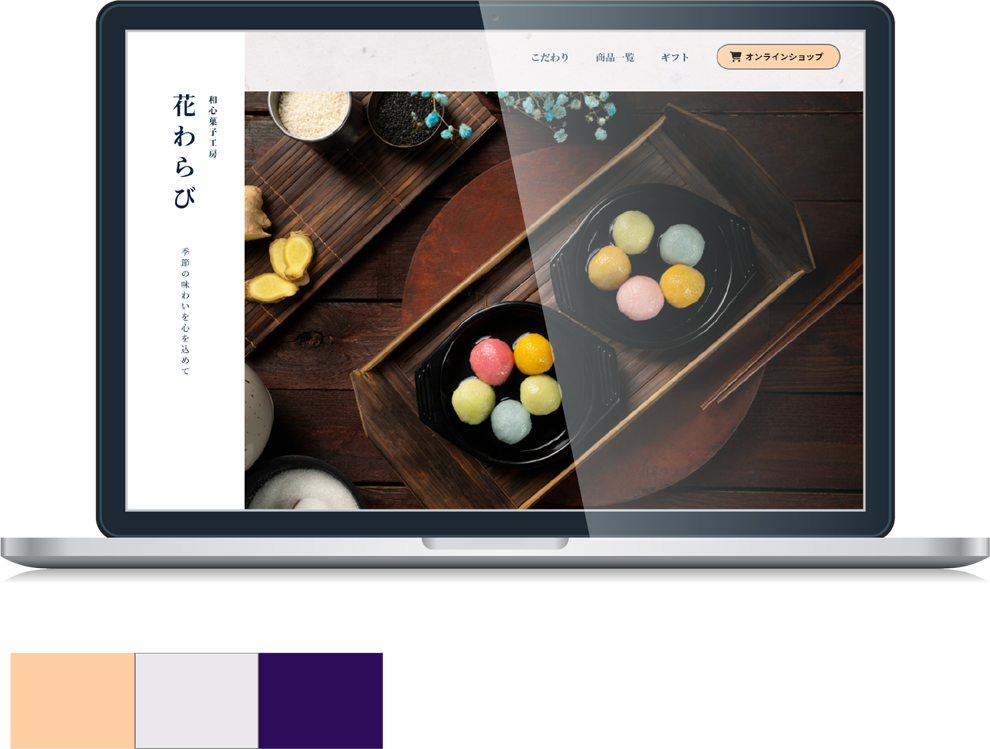 こだわり
商品一覧
ギフト
オンラインショップ
和心菓子工房
花わらび
季節の味わいを心を込めて